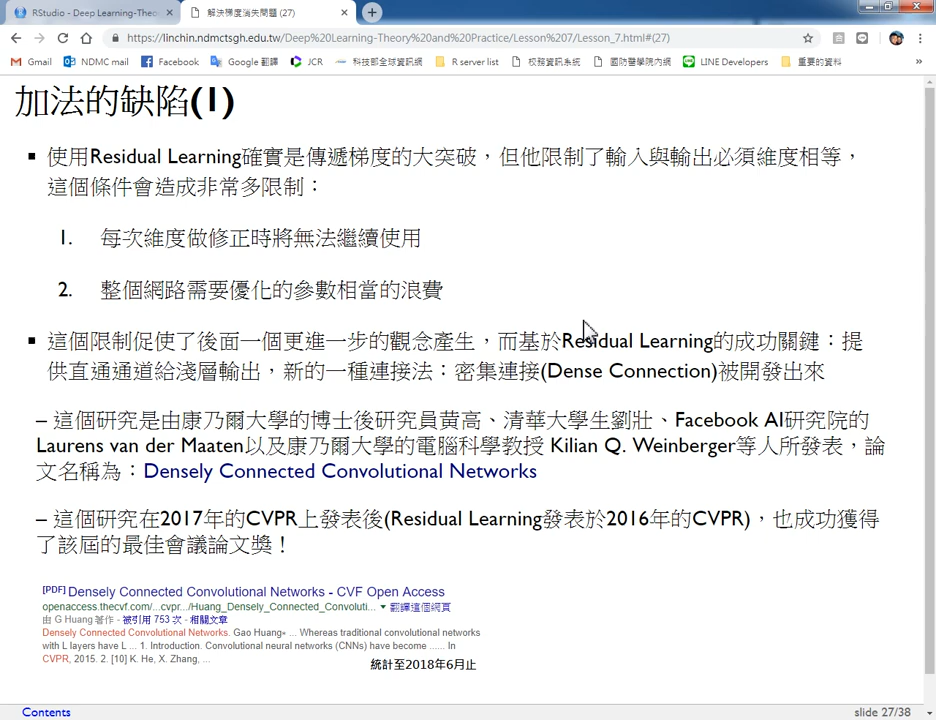 RStudio - Deep Learning-Theo
解決梯度消失問題 (27)
https://linchin.ndmctsgh.edu.tw/Deep%20Learning-Theory%20and%20Practice/Lesson%207/Lesson_7.html#(27)
Gmail NDMC mail Facebook Google 翻譯 JCR 科技部全球資訊網 R server list 校務資訊系統 國防醫學院內網 LINE Developers 重要的資料 »
加法的缺陷(1)
使用Residual Learning確實是傳遞梯度的大突破，但他限制了輸入與輸出必須維度相等，
這個條件會造成非常多限制：
1. 每次維度做修正時將無法繼續使用
2. 整個網路需要優化的參數相當的浪費
這個限制促使了後面一個更進一步的觀念產生，而基於Residual Learning的成功關鍵：提
供直通通道給淺層輸出，新的一種連接法：密集連接(Dense Connection)被開發出來
– 這個研究是由康乃爾大學的博士後研究員黄高、清華大學生劉壯、Facebook AI研究院的
Laurens van der Maaten以及康乃爾大學的電腦科學教授 Kilian Q. Weinberger等人所發表，論
文名稱為：Densely Connected Convolutional Networks
– 這個研究在2017年的CVPR上發表後(Residual Learning發表於2016年的CVPR)，也成功獲得
了該屆的最佳會議論文獎！
[PDF] Densely Connected Convolutional Networks - CVF Open Access
openaccess.thecvf.com/...cvpr.../Huang_Densely_Connected_Convoluti... ▼ 翻譯這個網頁
由 G Huang 著作 - 被引用 753 次 - 相關文章
Densely Connected Convolutional Networks. Gao Huang∗ ... Whereas traditional convolutional networks
with L layers have L ... 1. Introduction. Convolutional neural networks (CNNs) have become ...... In
CVPR, 2015. 2. [10] K. He, X. Zhang, ...
統計至2018年6月止
Contents
slide 27/38